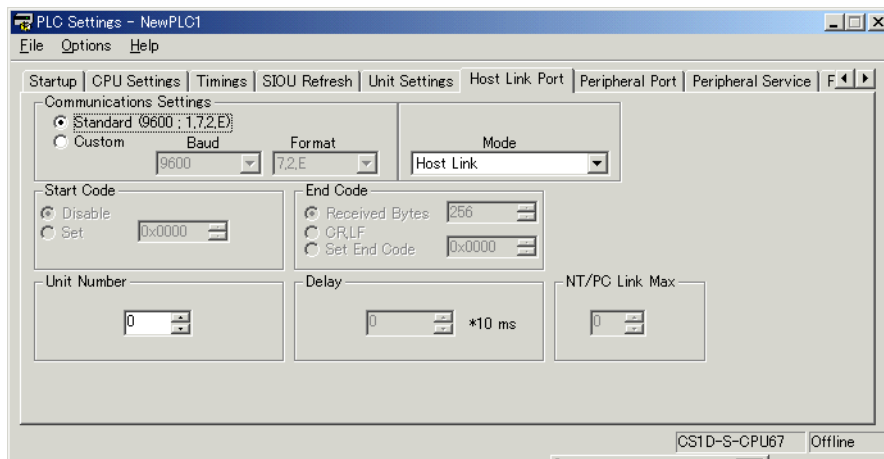 PLC Settings - NewPLC1
File Options Help
Startup CPU Settings Timings SIOU Refresh Unit Settings Host Link Port Peripheral Port Peripheral Service F
Communications Settings
Standard (9600 ; 1,7,2,E)
Custom Baud Format Mode
9600 7,2,E Host Link
Start Code End Code
Disable Received Bytes 256
Set 0x0000 CR,LF
Set End Code 0x0000
Unit Number Delay NT/PC Link Max
0 0 *10 ms 0
CS1D-S-CPU67 Offline